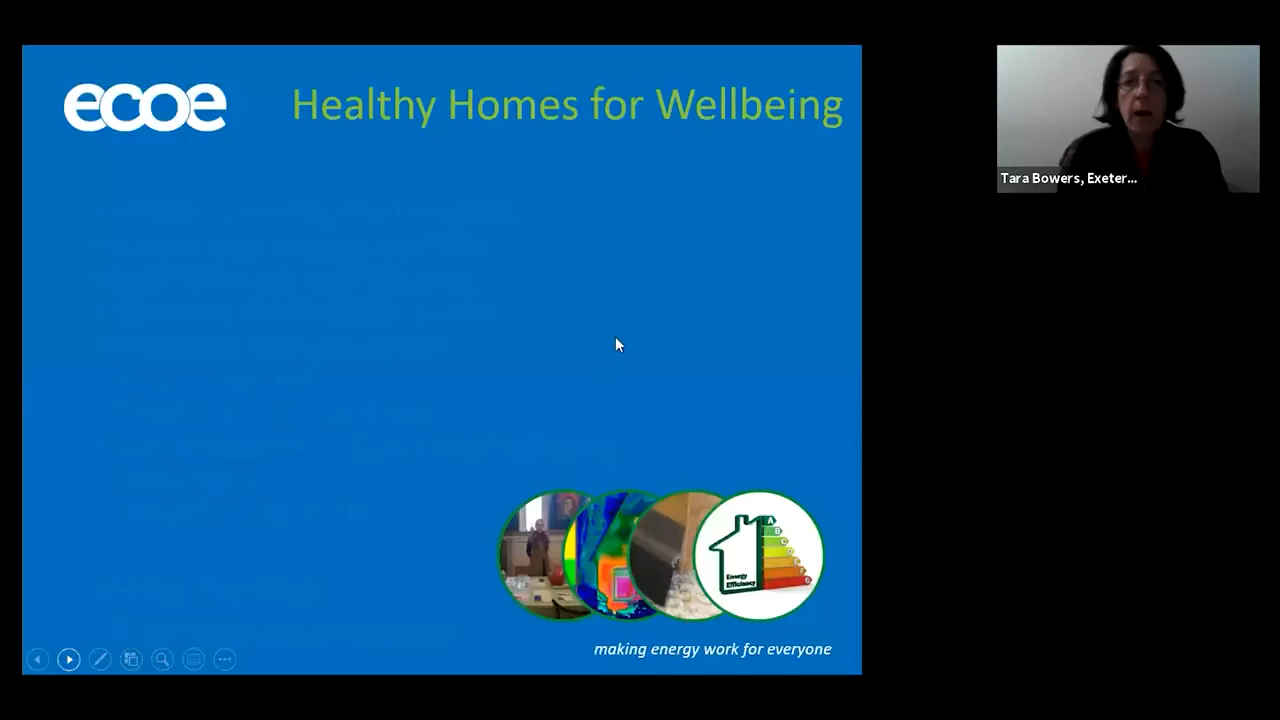 ecoe
Healthy Homes for Wellbeing
Tara Bowers, Exeter...
A
B
C
D
E
F
G
Energy
Efficiency
making energy work for everyone